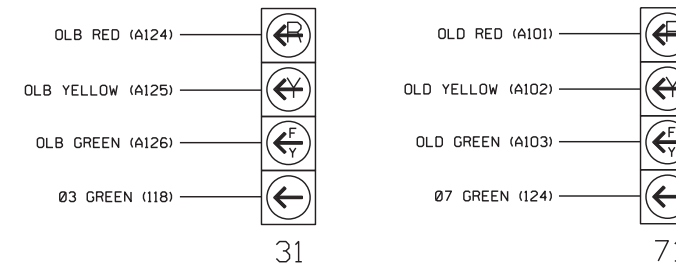 OLB RED (A124)
R
OLB YELLOW (A125)
Y
OLB GREEN (A126)
F
Y
Ø3 GREEN (118)
31
OLD RED (A101)
R
OLD YELLOW (A102)
Y
OLD GREEN (A103)
F
Y
Ø7 GREEN (124)
71